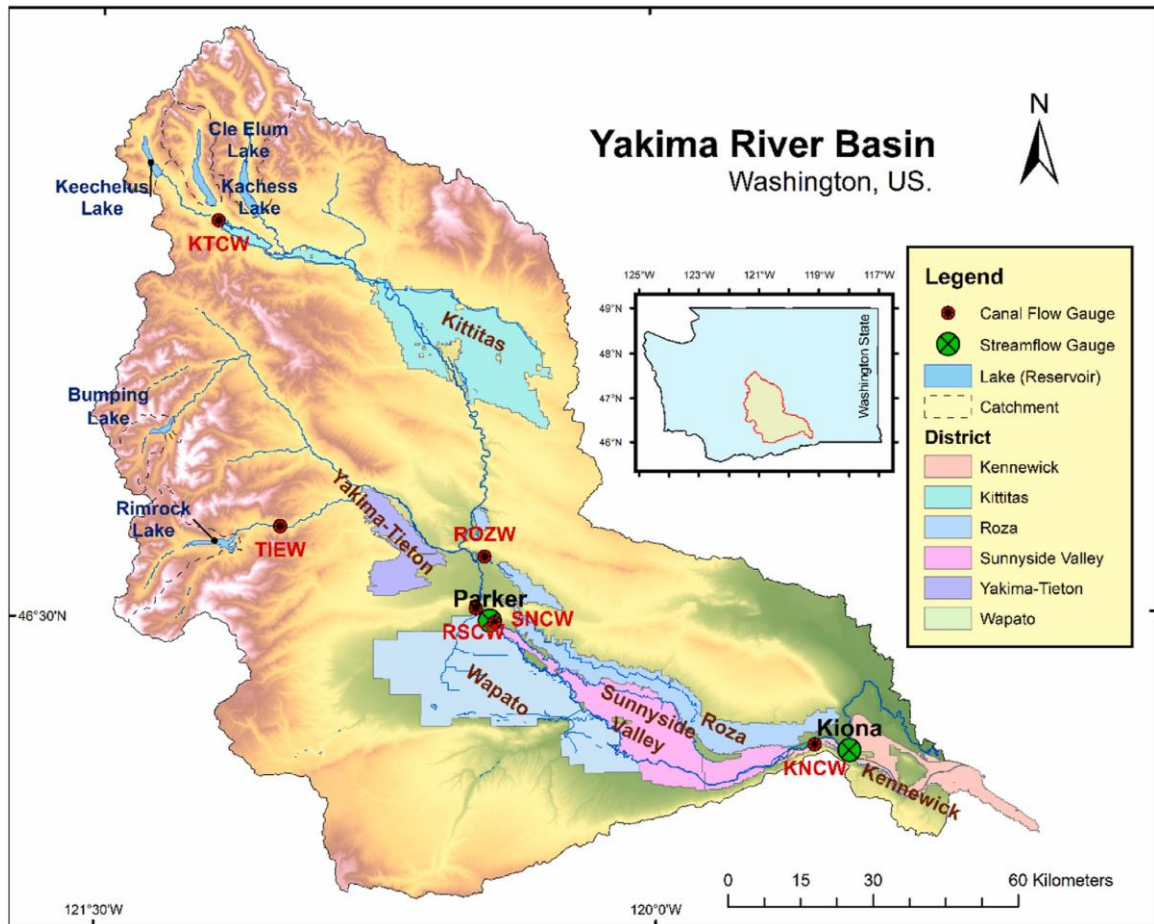 Yakima River Basin
Washington, US.
N
Cle Elum
Lake
Keechelus
Lake
Kachess
Lake
KTCW
Kittitas
Bumping
Lake
Rimrock
Lake
TIEW
Yakima-Tieton
ROZW
Parker
RSCW
SNCW
Wapato
Sunnyside
Valley
Roza
Kiona
KNCW
Kennewick
125°W
123°W
121°W
119°W
117°W
49°N
48°N
47°N
46°N
Washington State
Legend
Canal Flow Gauge
Streamflow Gauge
Lake (Reservoir)
Catchment
District
Kennewick
Kittitas
Roza
Sunnyside Valley
Yakima-Tieton
Wapato
46°30'N
0 15 30 60 Kilometers
121°30'W
120°0'W